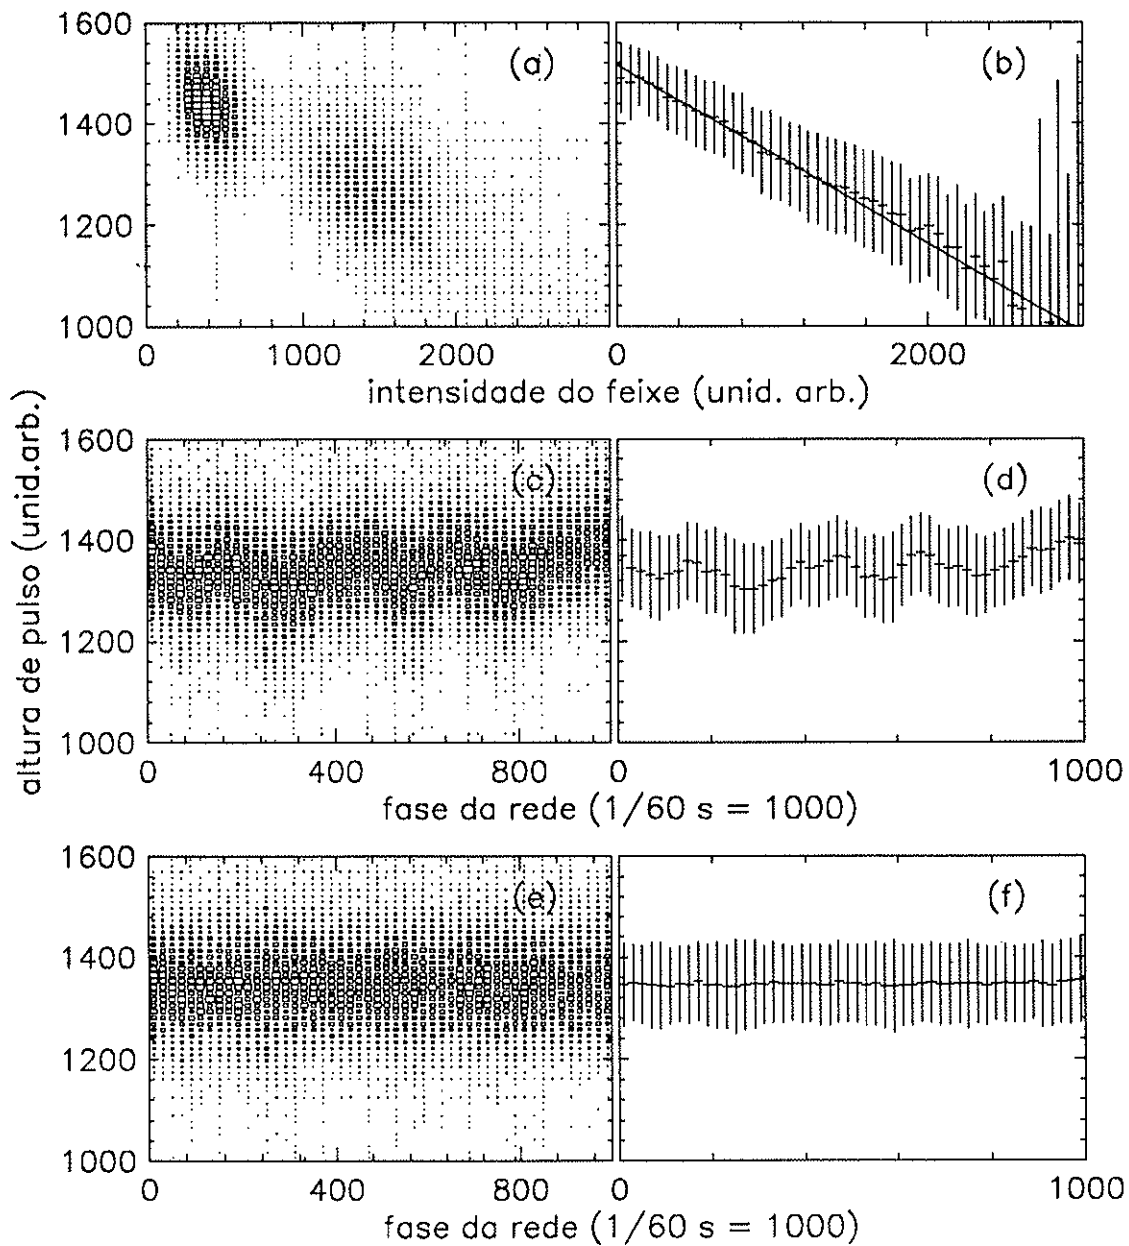 1600
1400
1200
1000
(a)
(b)
0
1000
2000
0
2000
intensidade do feixe (unid. arb.)
altura de pulso (unid.arb.)
1600
1400
1200
1000
(c)
(d)
0
400
800
0
1000
fase da rede (1/60 s = 1000)
1600
1400
1200
1000
(e)
(f)
0
400
800
0
1000
fase da rede (1/60 s = 1000)